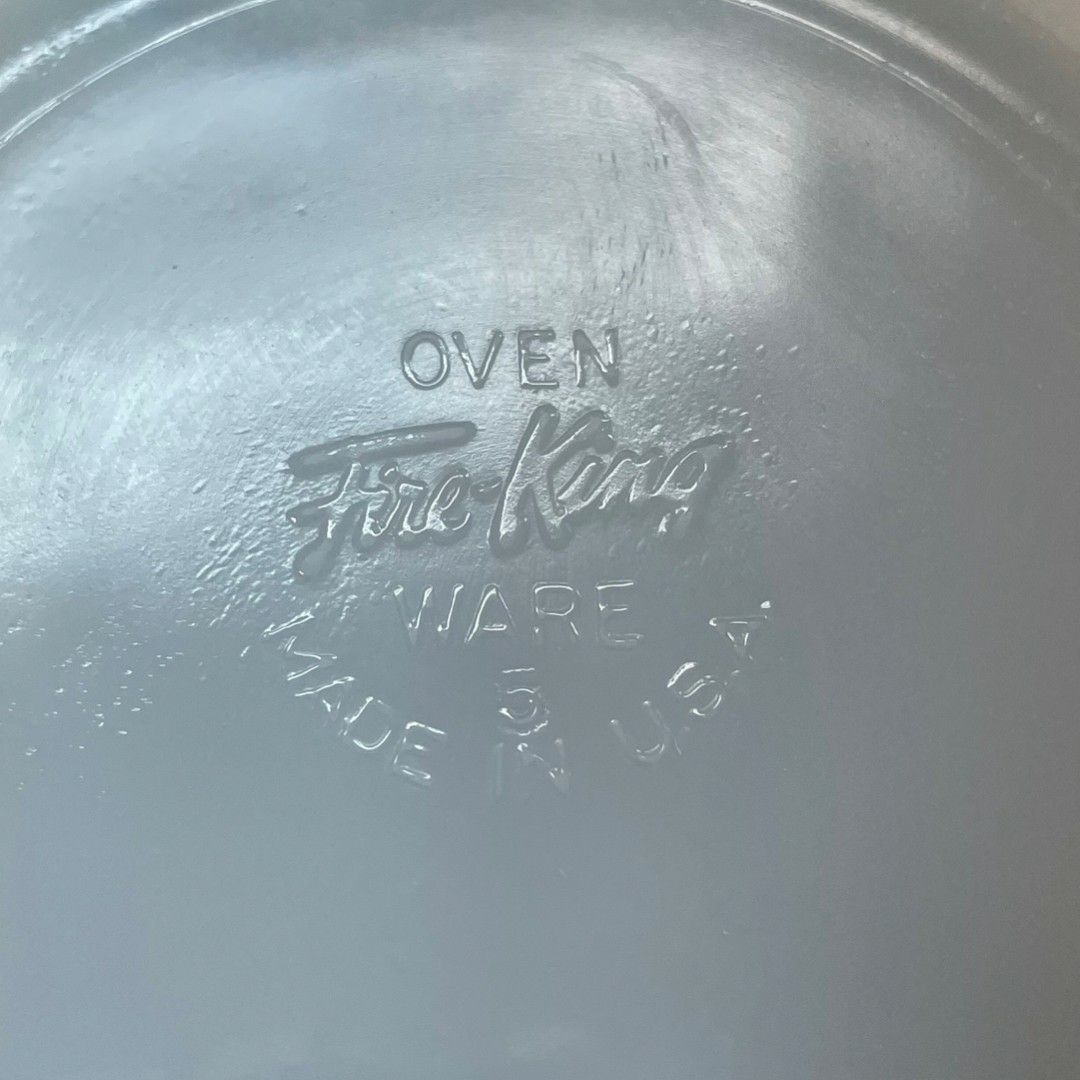 OVEN
Fire-King
WARE
5
MADE IN U.S.A